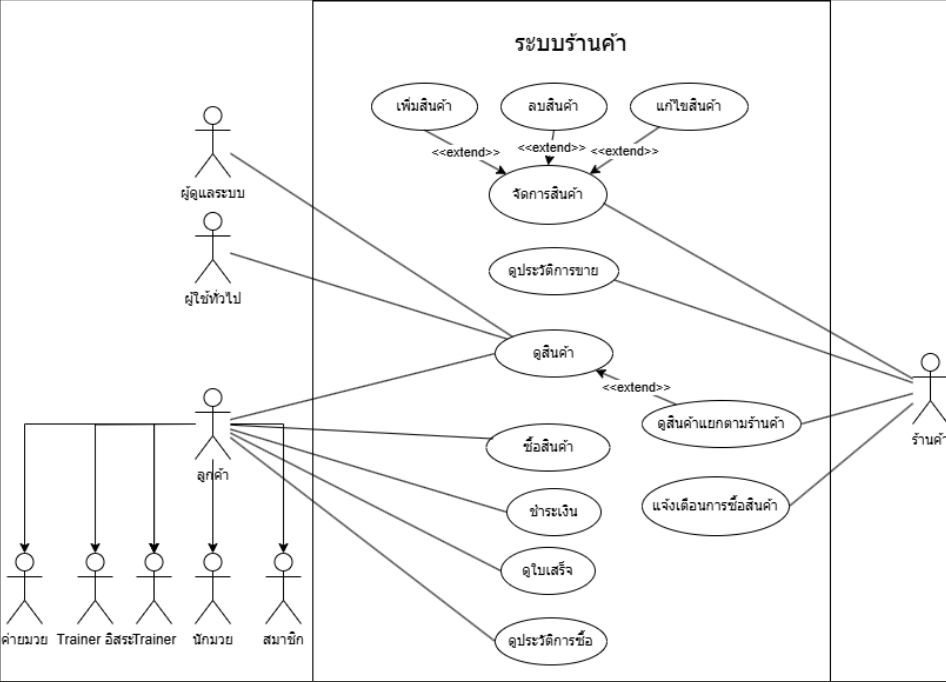 ระบบร้านค้า
เพิ่มสินค้า
ลบสินค้า
แก้ไขสินค้า
<<extend>>
<<extend>>
<<extend>>
จัดการสินค้า
ผู้ดูแลระบบ
ดูประวัติการขาย
ผู้ใช้ทั่วไป
ดูสินค้า
<<extend>>
ดูสินค้าแยกตามร้านค้า
ร้านค้า
ซื้อสินค้า
ลูกค้า
แจ้งเตือนการซื้อสินค้า
ชำระเงิน
ดูใบเสร็จ
ค่ายมวย
Trainer อิสระ
Trainer
นักมวย
สมาชิก
ดูประวัติการซื้อ